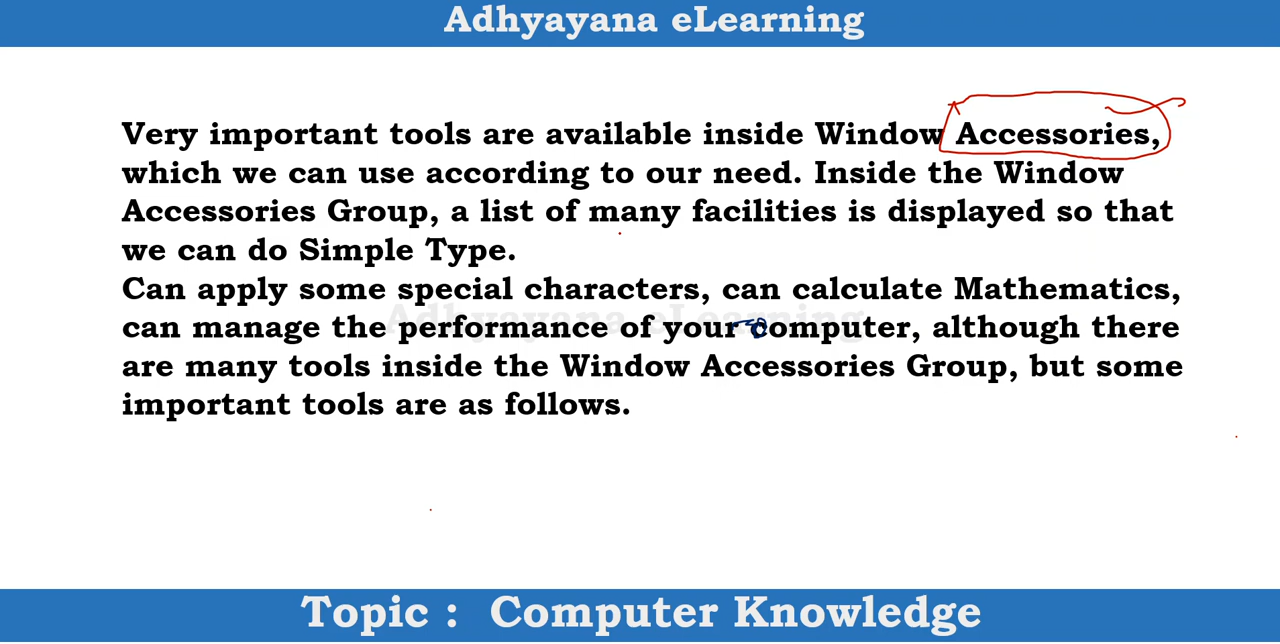 Adhyayana eLearning
Very important tools are available inside Window Accessories,
which we can use according to our need. Inside the Window
Accessories Group, a list of many facilities is displayed so that
we can do Simple Type.
Can apply some special characters, can calculate Mathematics,
Adhyayana eLearning
can manage the performance of your computer, although there
are many tools inside the Window Accessories Group, but some
important tools are as follows.
Topic : Computer Knowledge